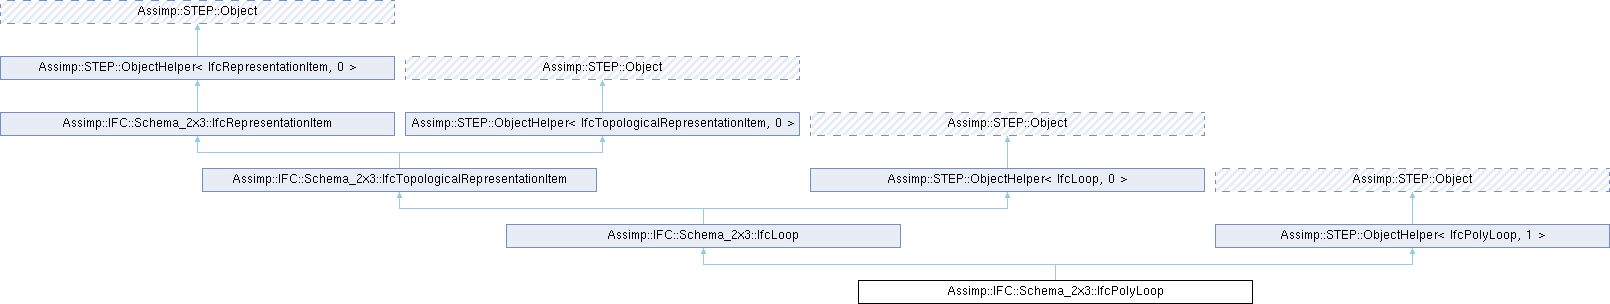 Assimp::STEP::Object
Assimp::STEP::ObjectHelper< IfcRepresentationItem, 0 >
Assimp::STEP::Object
Assimp::IFC::Schema_2x3::IfcRepresentationItem
Assimp::STEP::ObjectHelper< IfcTopologicalRepresentationItem, 0 >
Assimp::STEP::Object
Assimp::IFC::Schema_2x3::IfcTopologicalRepresentationItem
Assimp::STEP::ObjectHelper< IfcLoop, 0 >
Assimp::STEP::Object
Assimp::IFC::Schema_2x3::IfcLoop
Assimp::STEP::ObjectHelper< IfcPolyLoop, 1 >
Assimp::IFC::Schema_2x3::IfcPolyLoop